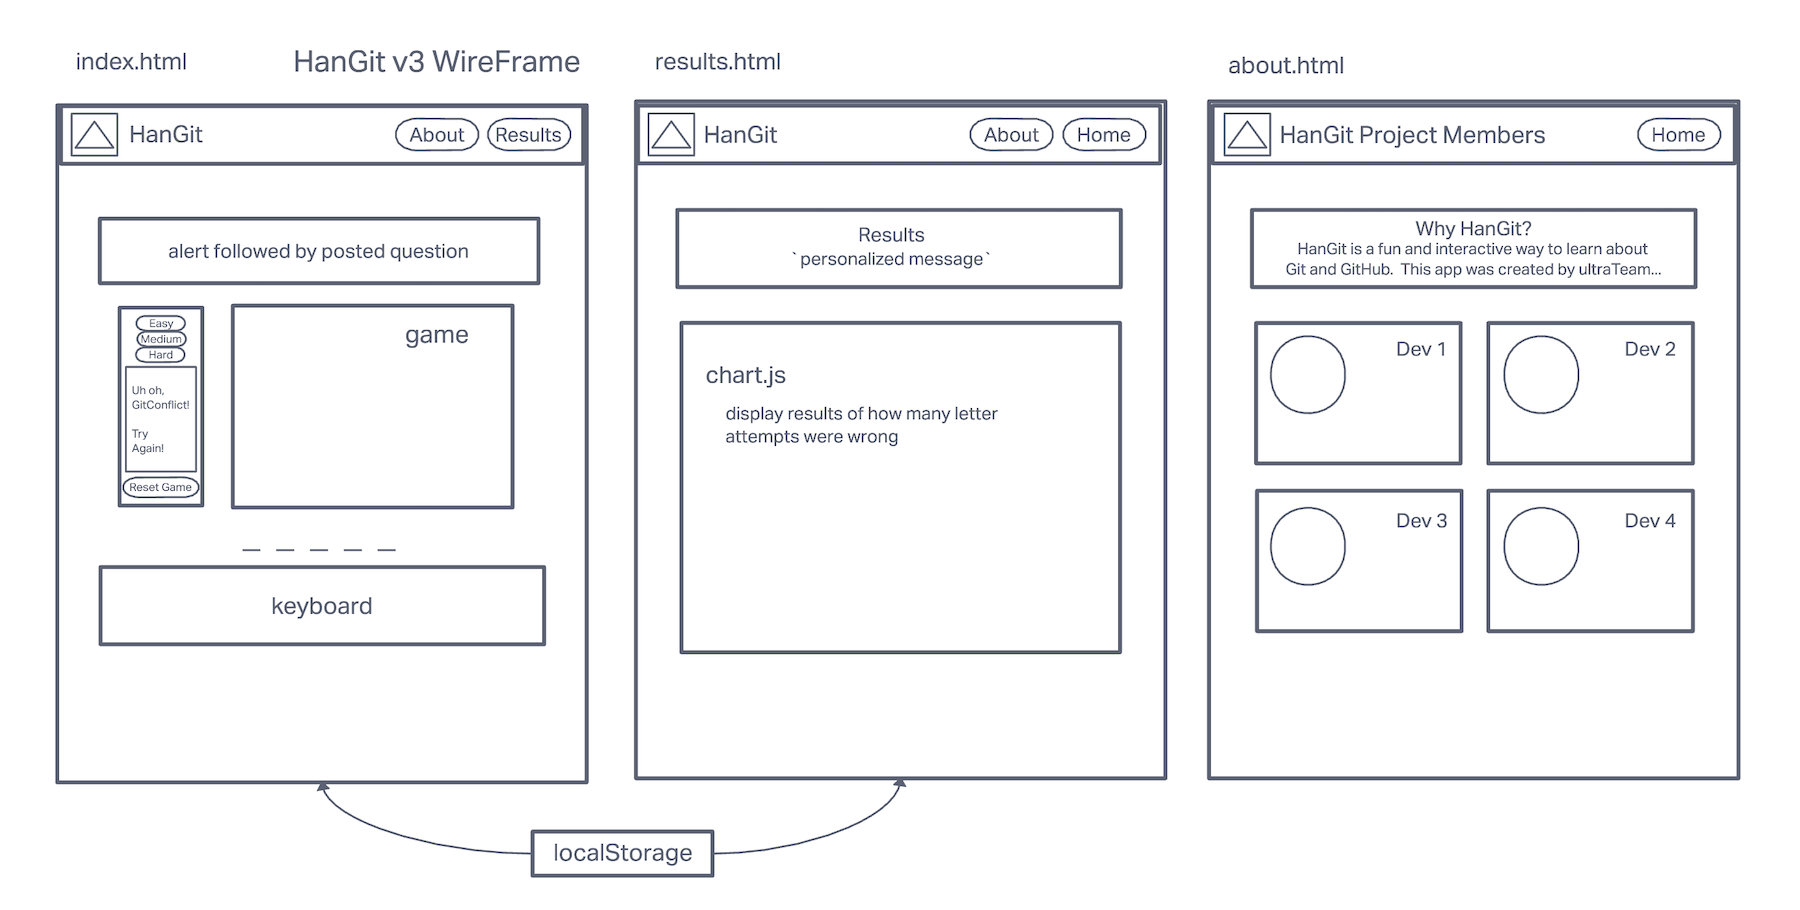 index.html
HanGit v3 WireFrame
results.html
about.html
HanGit
About
Results
alert followed by posted question
Easy
Medium
Hard
Uh oh,
GitConflict!
Try
Again!
Reset Game
game
_ _ _ _ _
keyboard
HanGit
About
Home
Results
`personalized message`
chart.js
display results of how many letter
attempts were wrong
HanGit Project Members
Home
Why HanGit?
HanGit is a fun and interactive way to learn about
Git and GitHub.  This app was created by ultraTeam...
Dev 1
Dev 2
Dev 3
Dev 4
localStorage